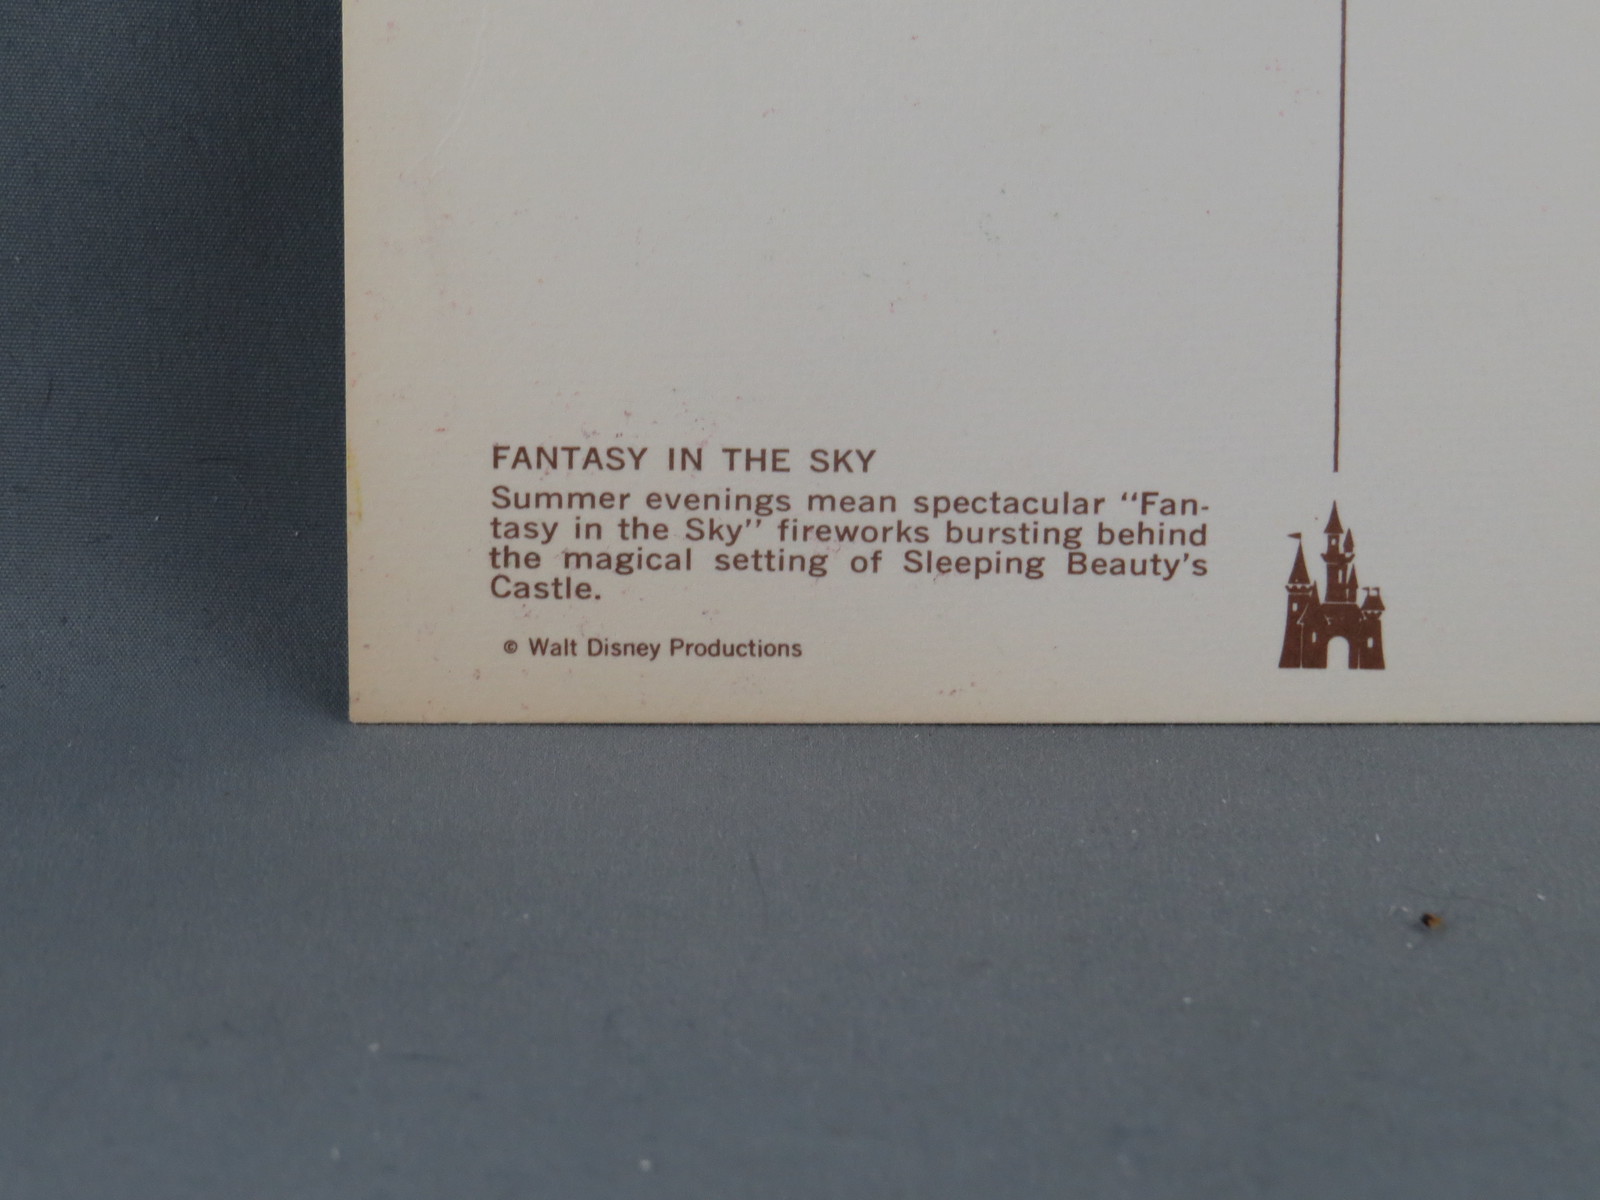 FANTASY IN THE SKY
Summer evenings mean spectacular “Fan-
tasy in the Sky” fireworks bursting behind
the magical setting of Sleeping Beauty’s
Castle.
© Walt Disney Productions